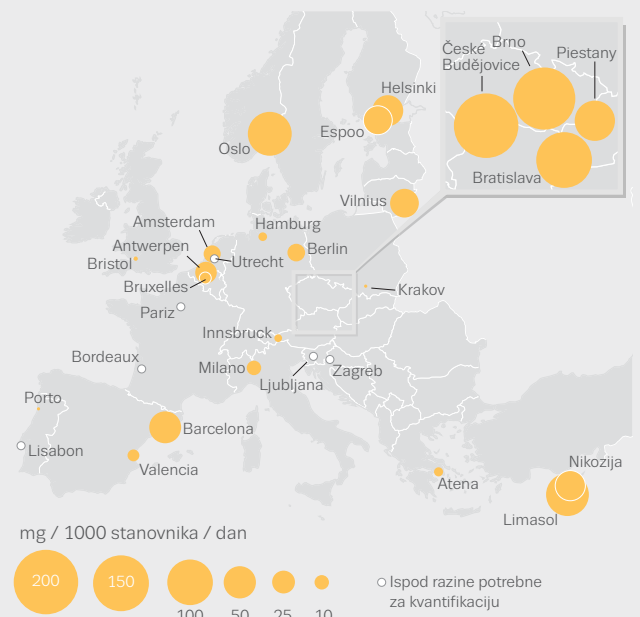 České
Budějovice
Brno
Piestany
Bratislava
Helsinki
Espoo
Oslo
Vilnius
Amsterdam
Hamburg
Antwerpen
Berlin
Bristol
Utrecht
Bruxelles
Krakov
Pariz
Innsbruck
Bordeaux
Milano
Ljubljana
Zagreb
Porto
Barcelona
Lisabon
Valencia
Atena
Nikozija
Limasol
mg / 1000 stanovnika / dan
200
150
100
50
25
10
Ispod razine potrebne
za kvantifikaciju